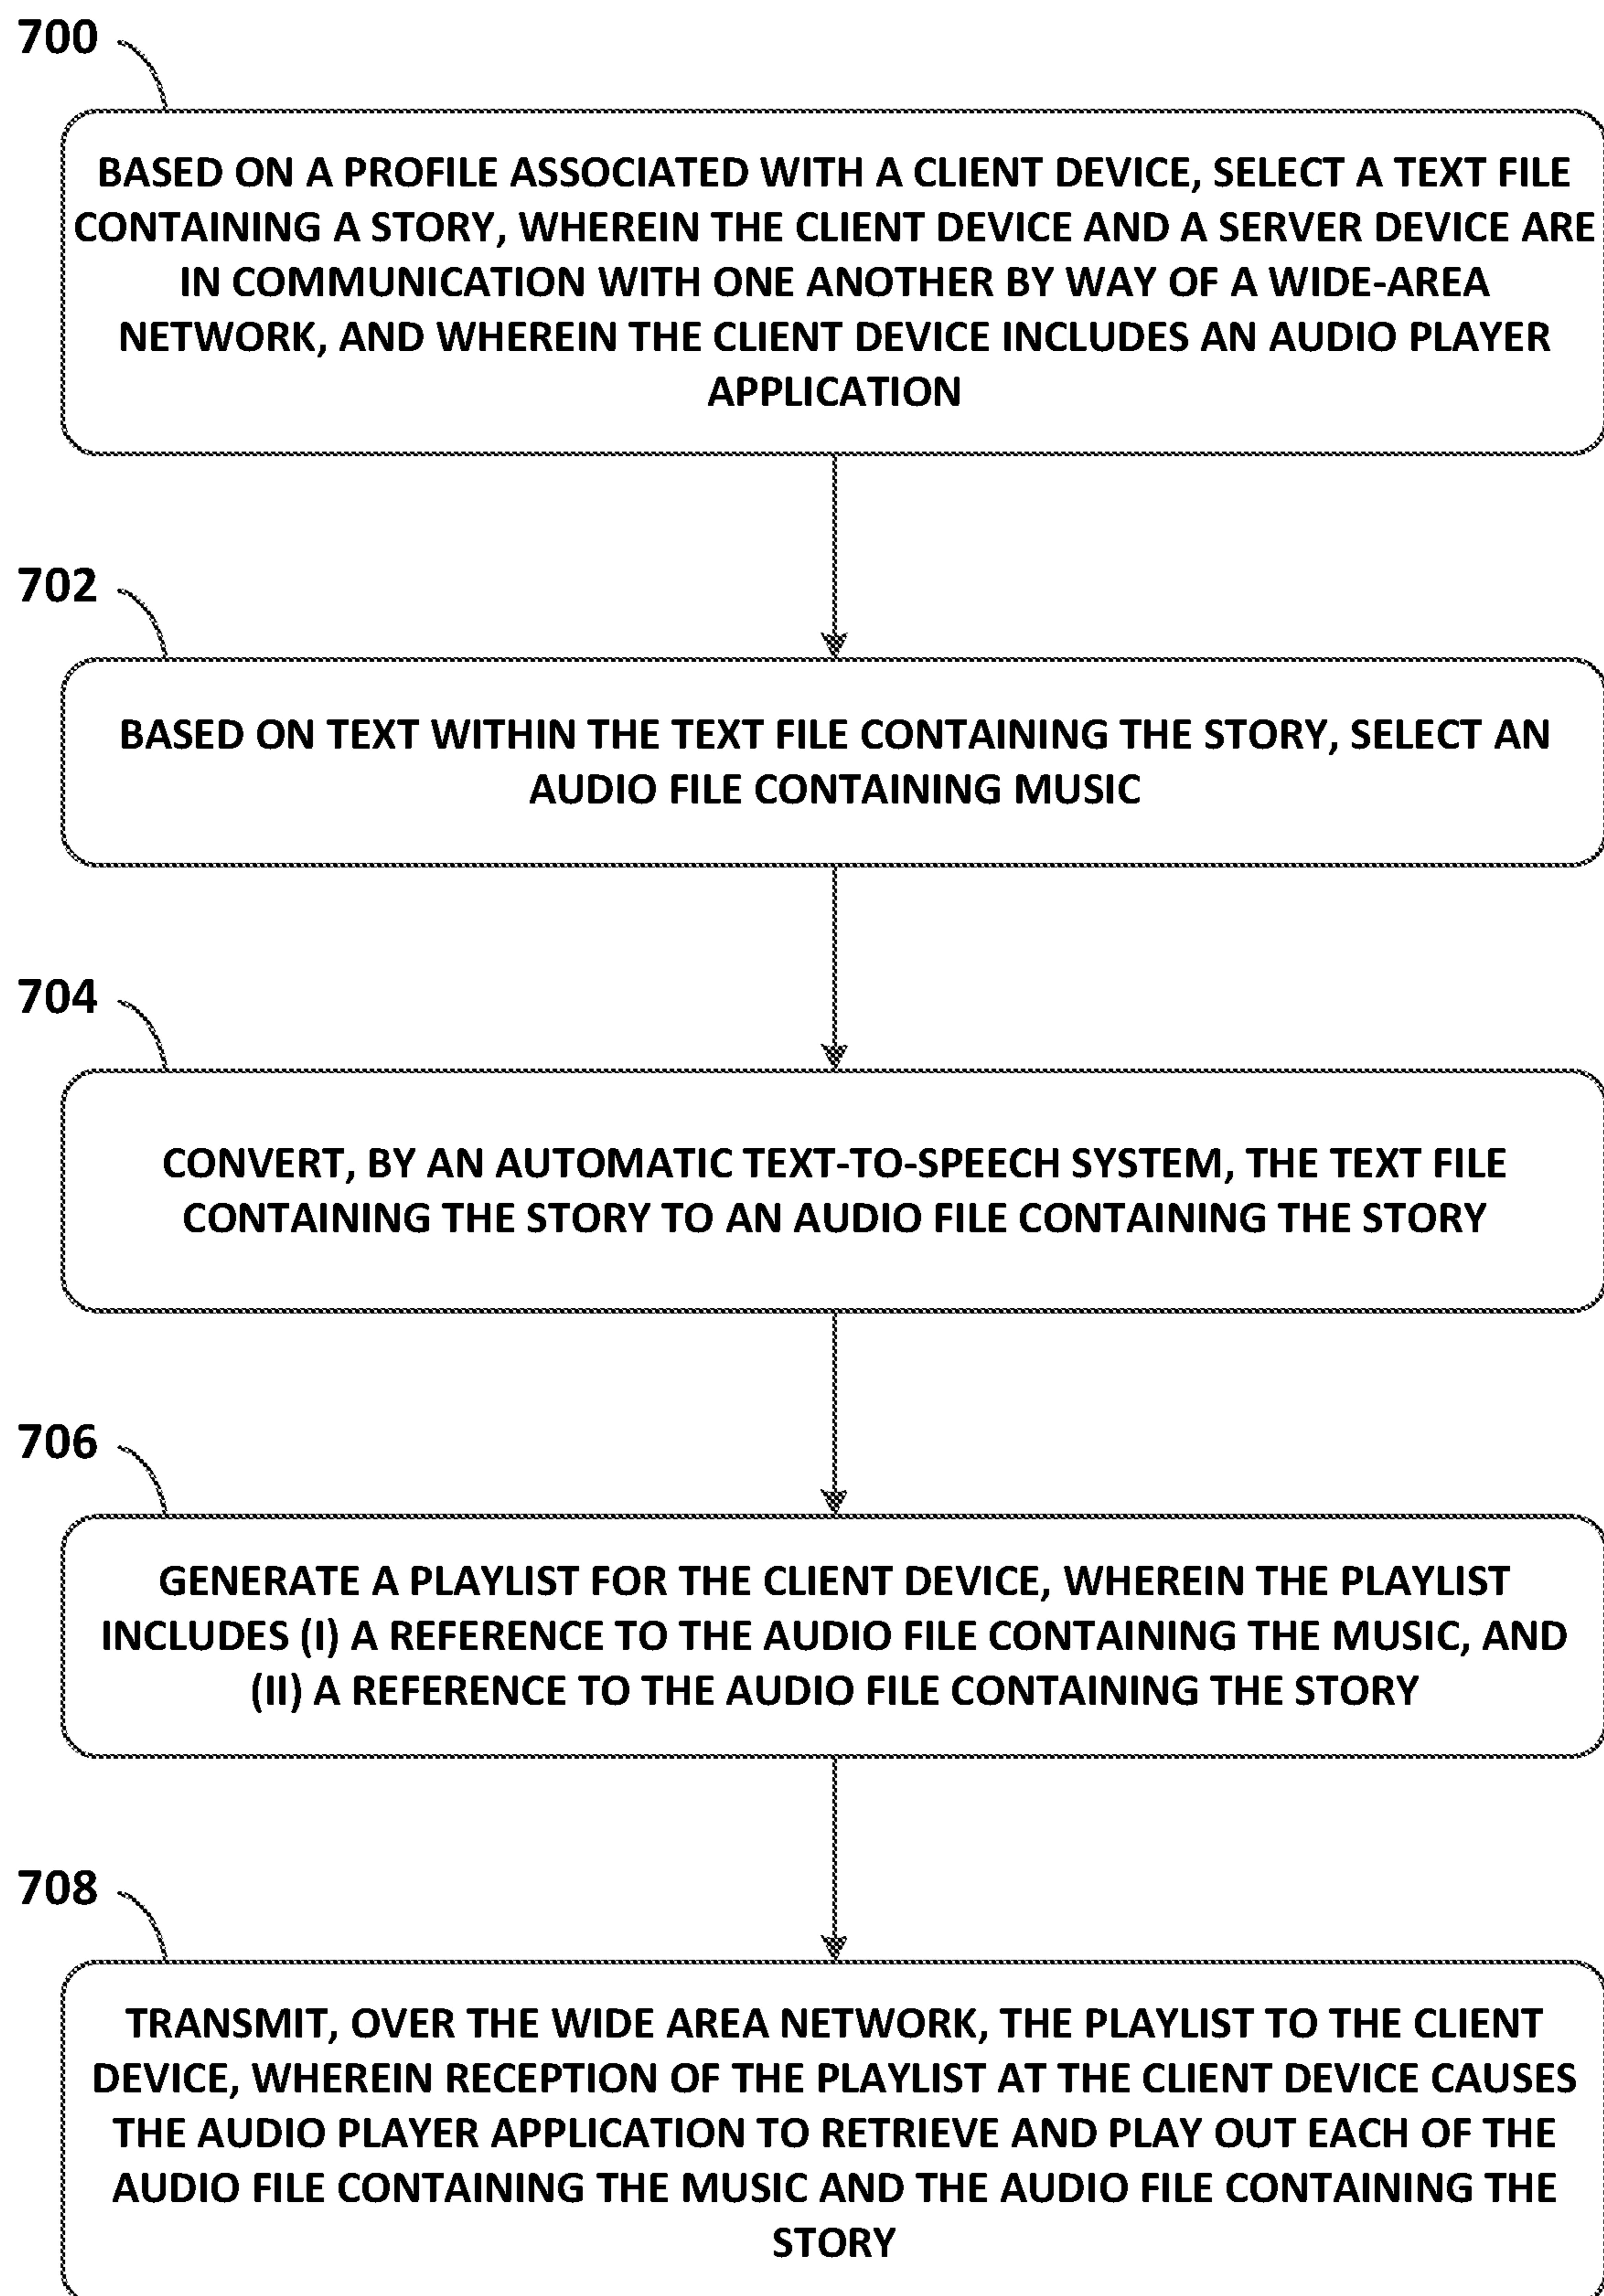 700
BASED ON A PROFILE ASSOCIATED WITH A CLIENT DEVICE, SELECT A TEXT FILE
CONTAINING A STORY, WHEREIN THE CLIENT DEVICE AND A SERVER DEVICE ARE
IN COMMUNICATION WITH ONE ANOTHER BY WAY OF A WIDE-AREA
NETWORK, AND WHEREIN THE CLIENT DEVICE INCLUDES AN AUDIO PLAYER
APPLICATION
702
BASED ON TEXT WITHIN THE TEXT FILE CONTAINING THE STORY, SELECT AN
AUDIO FILE CONTAINING MUSIC
704
CONVERT, BY AN AUTOMATIC TEXT-TO-SPEECH SYSTEM, THE TEXT FILE
CONTAINING THE STORY TO AN AUDIO FILE CONTAINING THE STORY
706
GENERATE A PLAYLIST FOR THE CLIENT DEVICE, WHEREIN THE PLAYLIST
INCLUDES (I) A REFERENCE TO THE AUDIO FILE CONTAINING THE MUSIC, AND
(II) A REFERENCE TO THE AUDIO FILE CONTAINING THE STORY
708
TRANSMIT, OVER THE WIDE AREA NETWORK, THE PLAYLIST TO THE CLIENT
DEVICE, WHEREIN RECEPTION OF THE PLAYLIST AT THE CLIENT DEVICE CAUSES
THE AUDIO PLAYER APPLICATION TO RETRIEVE AND PLAY OUT EACH OF THE
AUDIO FILE CONTAINING THE MUSIC AND THE AUDIO FILE CONTAINING THE
STORY